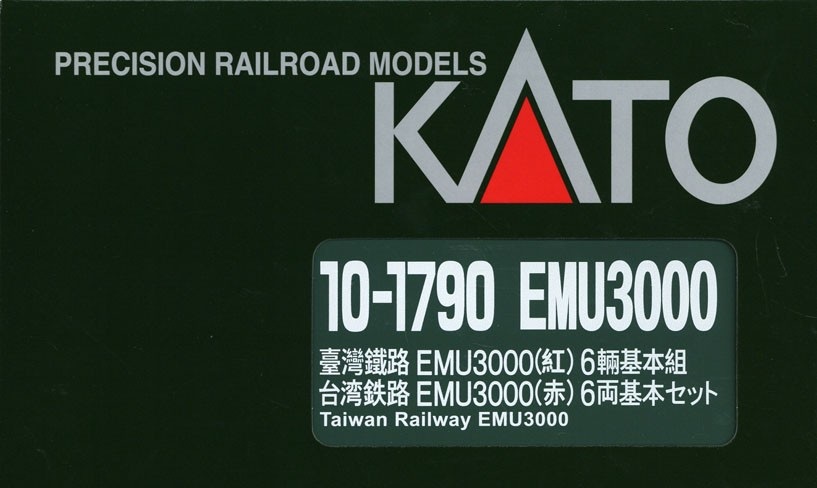 PRECISION RAILROAD MODELS
KATO
10-1790 EMU3000
臺灣鐵路 EMU3000(紅) 6輛基本組
台湾鉄路 EMU3000(赤) 6両基本セット
Taiwan Railway EMU3000